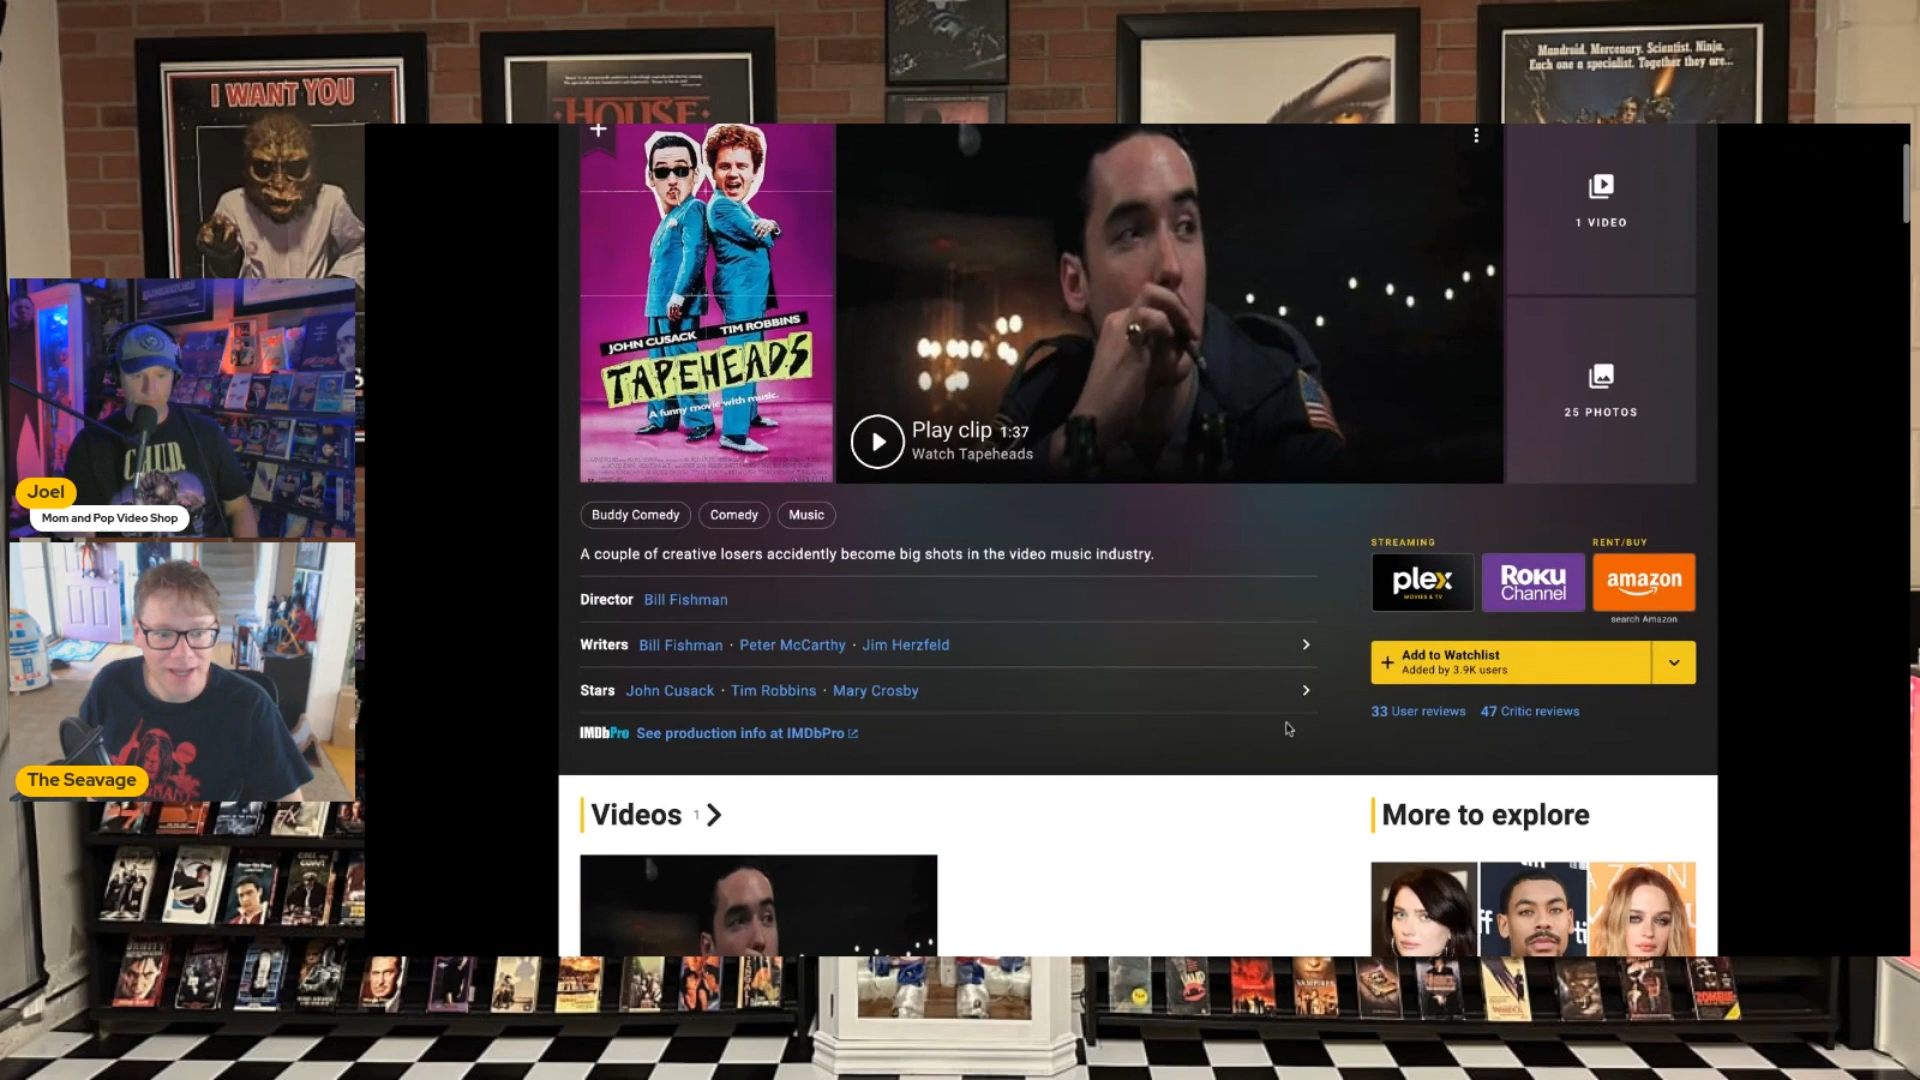 I WANT YOU
HOUSE
Mandroid. Mercenary. Scientist. Ninja.
Each one a specialist. Together they are...
JOHN CUSACK
TIM ROBBINS
TAPEHEADS
A funny movie with music.
Play clip 1:37
Watch Tapeheads
1 VIDEO
25 PHOTOS
C.H.U.D.
Joel
Mom and Pop Video Shop
The Seavage
Buddy Comedy
Comedy
Music
A couple of creative losers accidently become big shots in the video music industry.
Director Bill Fishman
Writers Bill Fishman · Peter McCarthy · Jim Herzfeld
Stars John Cusack · Tim Robbins · Mary Crosby
IMDbPro See production info at IMDbPro
STREAMING
RENT/BUY
plex
MOVIES & TV
Roku
Channel
amazon
search Amazon
+ Add to Watchlist
Added by 3.9K users
33 User reviews 47 Critic reviews
Videos 1
More to explore
VAMPIRES
ZOMBIE